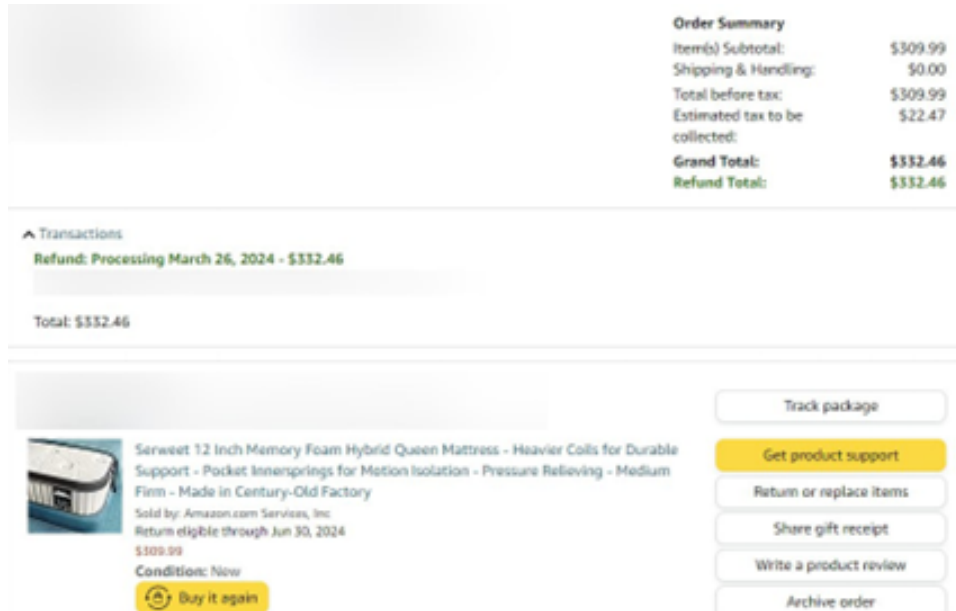 Order Summary
Item(s) Subtotal: $309.99
Shipping & Handling: $0.00
Total before tax: $309.99
Estimated tax to be $22.47
collected:
Grand Total: $332.46
Refund Total: $332.46
Transactions
Refund: Processing March 26, 2024 - $332.46
Total: $332.46
Track package
Serweet 12 Inch Memory Foam Hybrid Queen Mattress - Heavier Coils for Durable
Support - Pocket Innersprings for Motion Isolation - Pressure Relieving - Medium
Firm - Made in Century-Old Factory
Sold by: Amazon.com Services, Inc
Return eligible through Jun 30, 2024
$309.99
Condition: New
Buy it again
Get product support
Return or replace items
Share gift receipt
Write a product review
Archive order